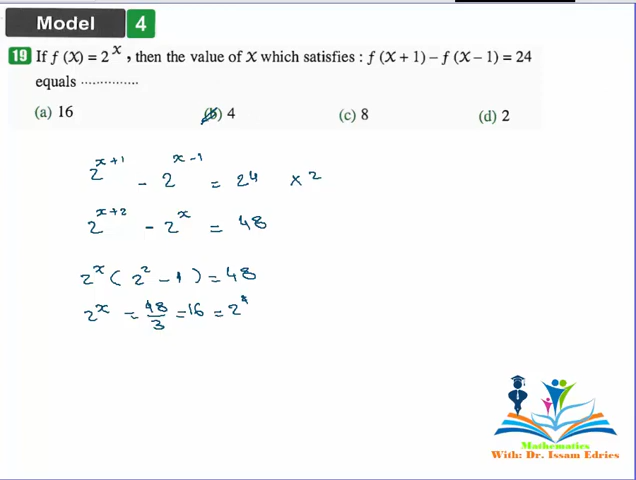 Model 4
19 If f (X) = 2^X , then the value of X which satisfies : f (X + 1) – f (X – 1) = 24
equals ...............
(a) 16 (b) 4 (c) 8 (d) 2
2^{x+1} - 2^{x-1} = 24 × 2
2^{x+2} - 2^x = 48
2^x ( 2^2 - 1 ) = 48
2^x = 48/3 = 16 = 2^4
Mathematics
With: Dr. Issam Edries